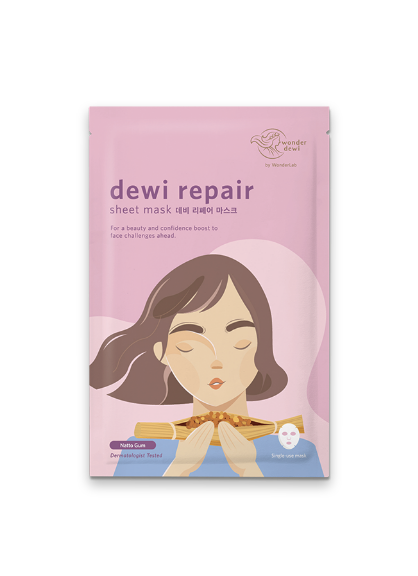 wonder
dewi
by WonderLab
dewi repair
sheet mask 데비 리페어 마스크
For a beauty and confidence boost to
face challenges ahead.
Natto Gum
Dermatologist Tested
Single-use mask